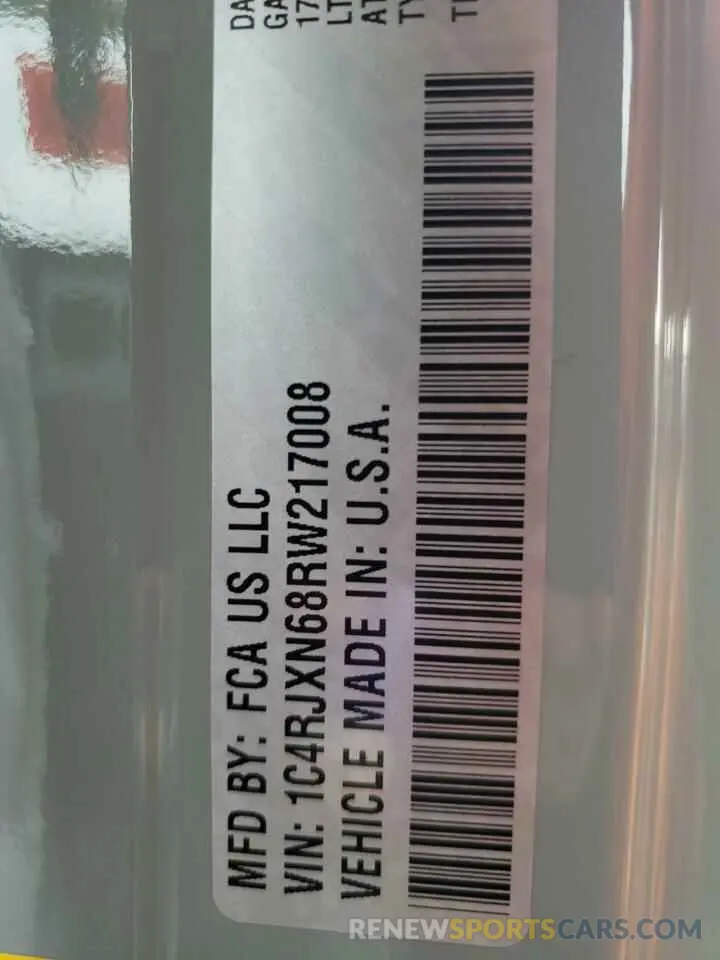 MFD BY: FCA US LLC
VIN: 1C4RJXN68RW217008
VEHICLE MADE IN: U.S.A.
RENEWSPORTSCARS.COM